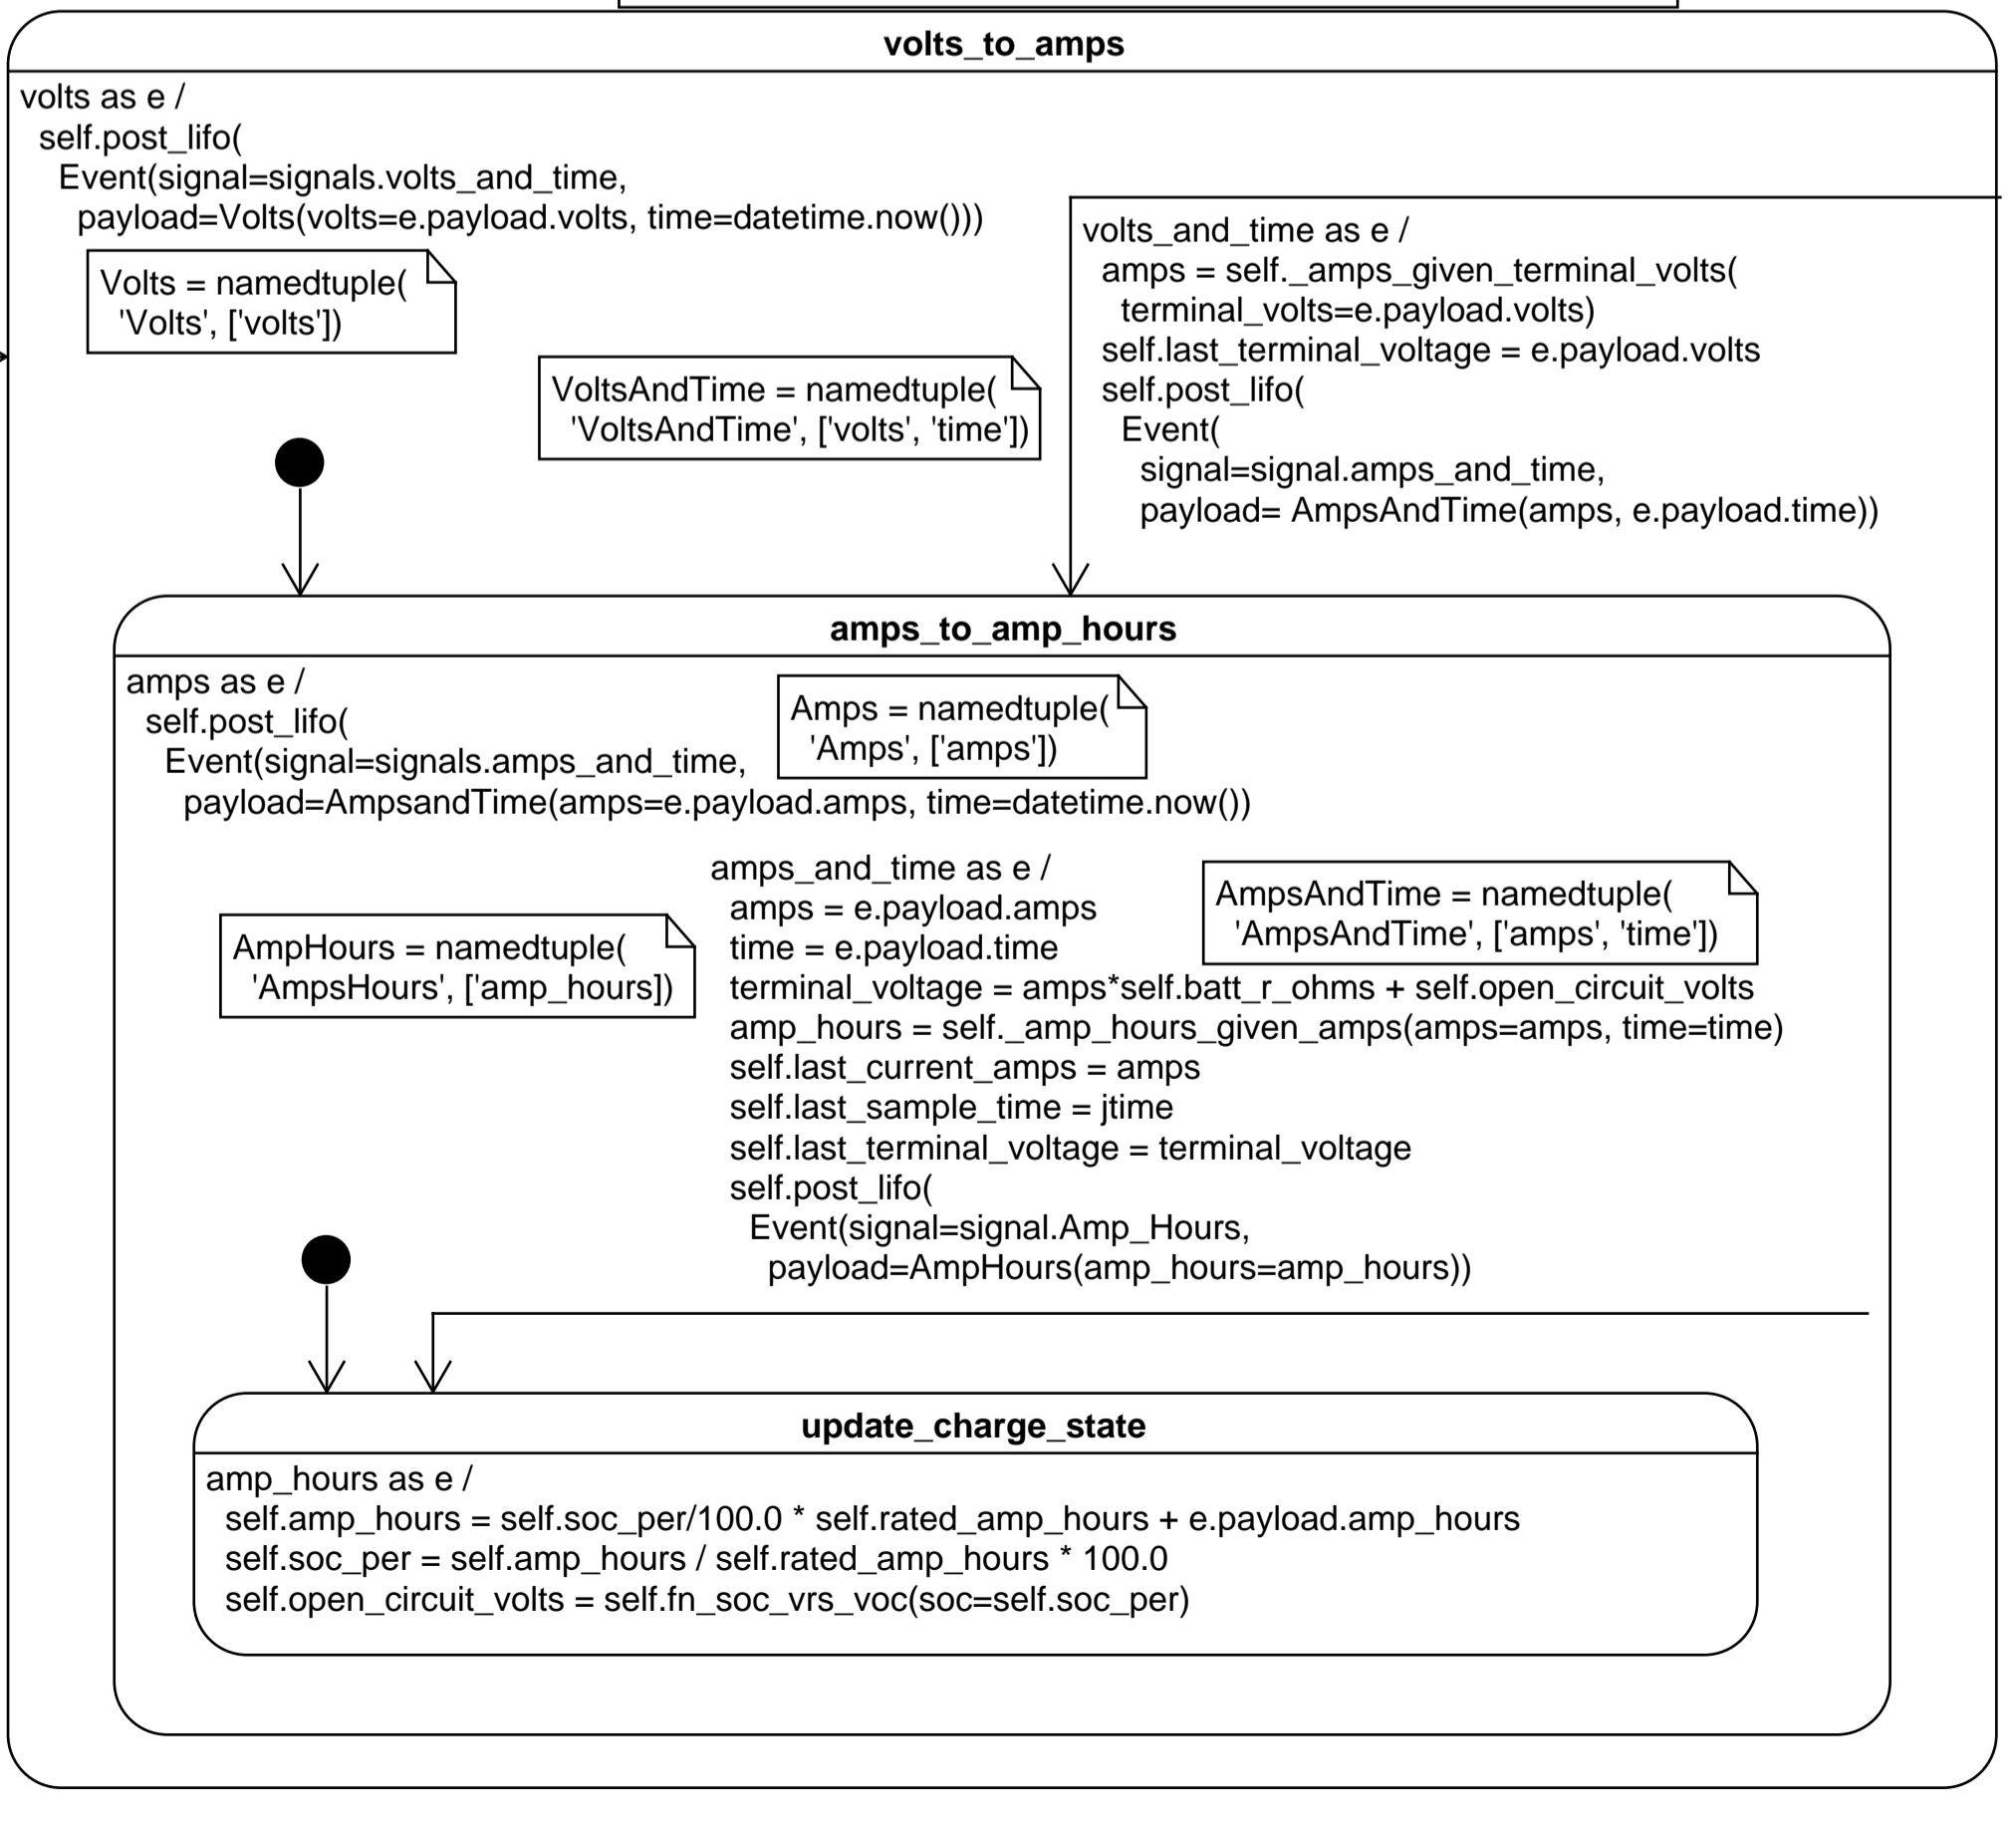 volts_to_amps
volts as e /
self.post_lifo(
Event(signal=signals.volts_and_time,
payload=Volts(volts=e.payload.volts, time=datetime.now()))
Volts = namedtuple(
'Volts', ['volts'])
VoltsAndTime = namedtuple(
'VoltsAndTime', ['volts', 'time'])
volts_and_time as e /
amps = self._amps_given_terminal_volts(
terminal_volts=e.payload.volts)
self.last_terminal_voltage = e.payload.volts
self.post_lifo(
Event(
signal=signal.amps_and_time,
payload= AmpsAndTime(amps, e.payload.time))
amps_to_amp_hours
amps as e /
self.post_lifo(
Event(signal=signals.amps_and_time,
payload=AmpsandTime(amps=e.payload.amps, time=datetime.now())
Amps = namedtuple(
'Amps', ['amps'])
amps_and_time as e /
amps = e.payload.amps
time = e.payload.time
terminal_voltage = amps*self.batt_r_ohms + self.open_circuit_volts
amp_hours = self._amp_hours_given_amps(amps=amps, time=time)
self.last_current_amps = amps
self.last_sample_time = jtime
self.last_terminal_voltage = terminal_voltage
self.post_lifo(
Event(signal=signal.Amp_Hours,
payload=AmpHours(amp_hours=amp_hours))
AmpsAndTime = namedtuple(
'AmpsAndTime', ['amps', 'time'])
AmpHours = namedtuple(
'AmpsHours', ['amp_hours])
update_charge_state
amp_hours as e /
self.amp_hours = self.soc_per/100.0 * self.rated_amp_hours + e.payload.amp_hours
self.soc_per = self.amp_hours / self.rated_amp_hours * 100.0
self.open_circuit_volts = self.fn_soc_vrs_voc(soc=self.soc_per)